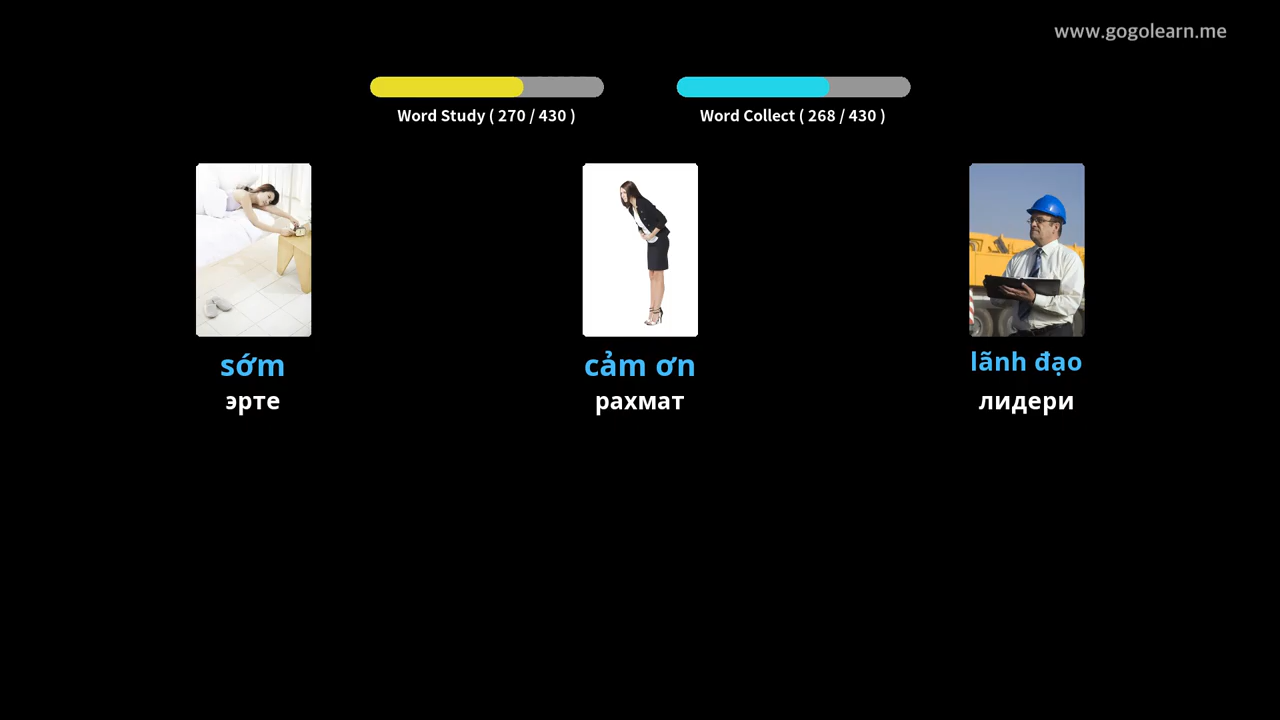 www.gogolearn.me
Word Study ( 270 / 430 )
Word Collect ( 268 / 430 )
sớm
эрте
cảm ơn
рахмат
lãnh đạo
лидери